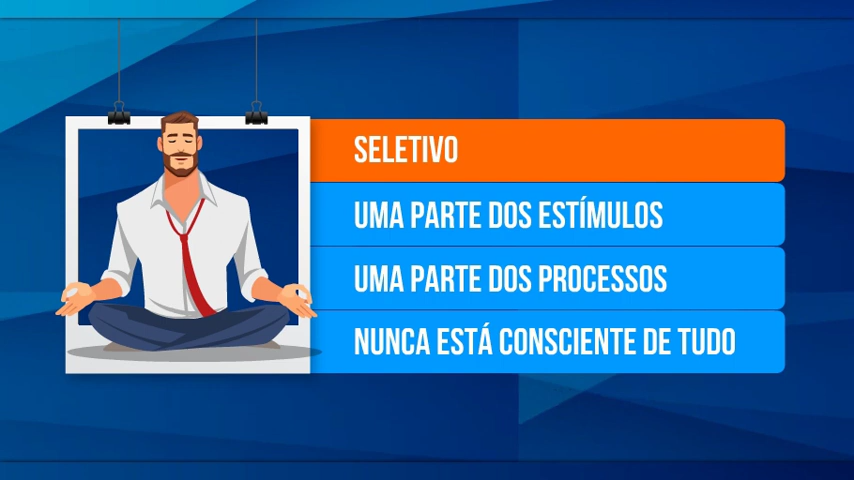 SELETIVO
UMA PARTE DOS ESTÍMULOS
UMA PARTE DOS PROCESSOS
NUNCA ESTÁ CONSCIENTE DE TUDO